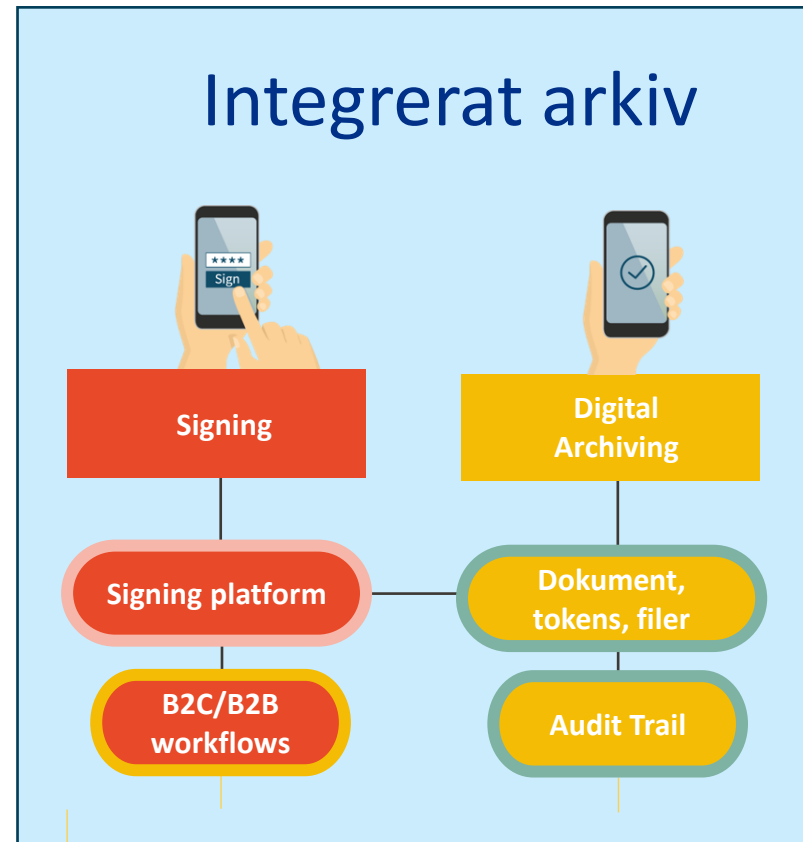 Integrerat arkiv
****
Sign
Signing
Digital
Archiving
Signing platform
Dokument,
tokens, filer
B2C/B2B
workflows
Audit Trail